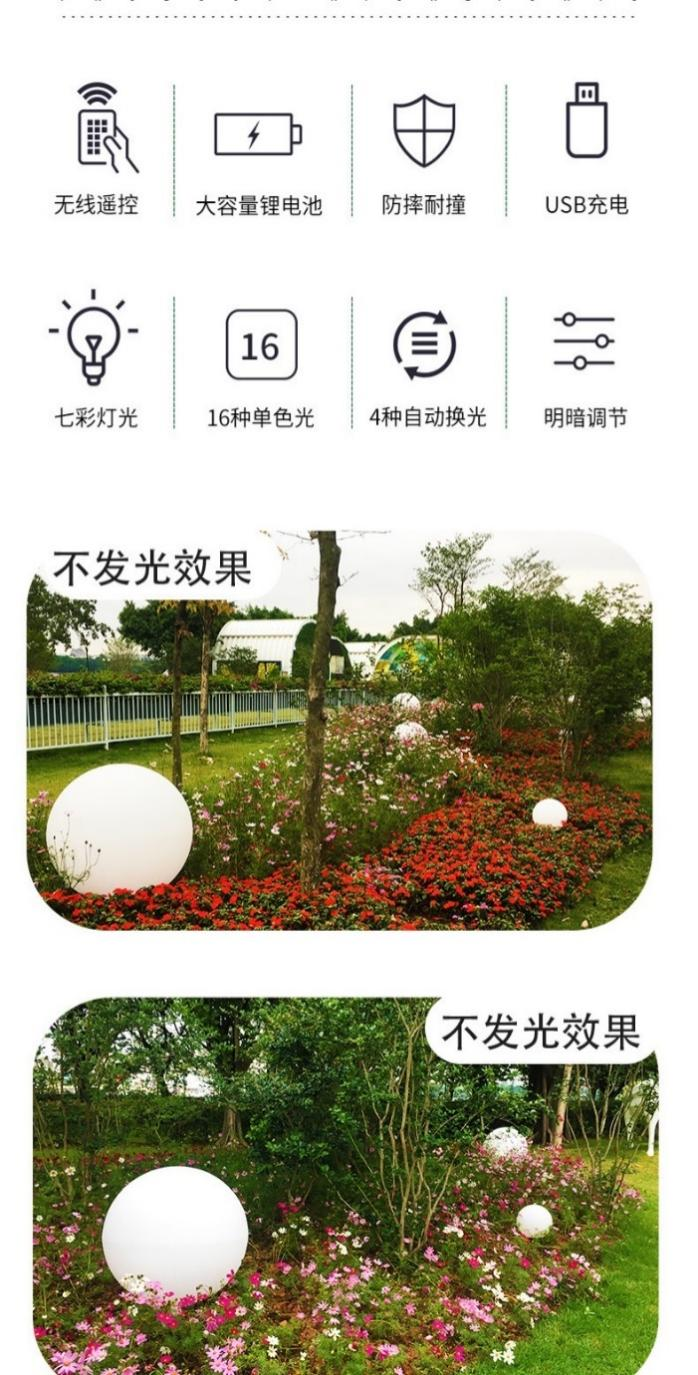 无线遥控
大容量锂电池
防摔耐撞
USB充电
七彩灯光
16
16种单色光
4种自动换光
明暗调节
不发光效果
不发光效果